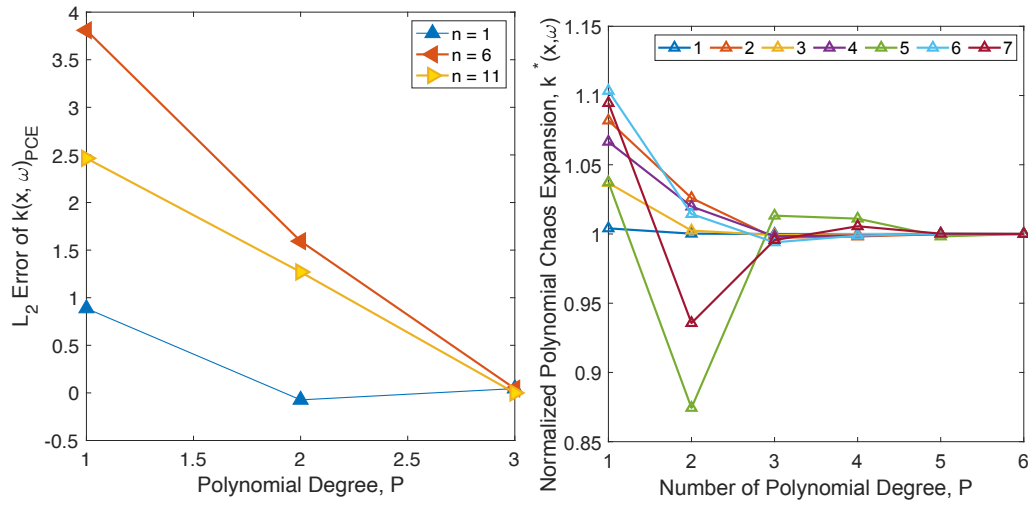 4
3.5
3
2.5
2
1.5
1
0.5
0
-0.5
L2 Error of k(x, ω)PCE
n = 1
n = 6
n = 11
1 1.5 2 2.5 3
Polynomial Degree, P
1.15
1.1
1.05
1
0.95
0.9
0.85
Normalized Polynomial Chaos Expansion, k*(x,ω)
1 2 3 4 5 6 7
1 2 3 4 5 6
Number of Polynomial Degree, P